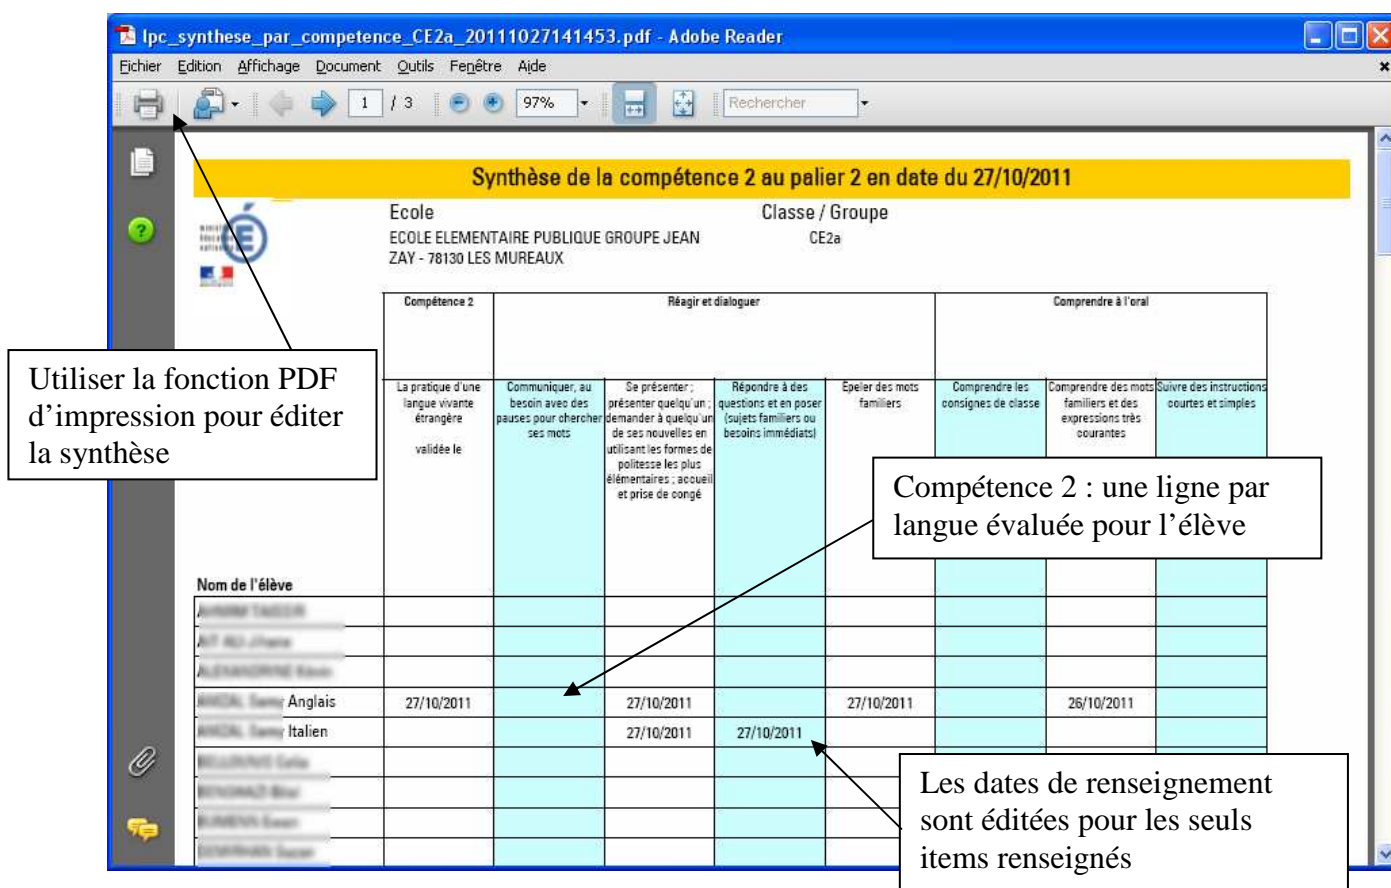 lpc_synthese_par_competence_CE2a_20111027141453.pdf - Adobe Reader
Fichier Edition Affichage Document Outils Fenêtre Aide
1 / 3 97% Rechercher
Synthèse de la compétence 2 au palier 2 en date du 27/10/2011
Ecole
ECOLE ELEMENTAIRE PUBLIQUE GROUPE JEAN
ZAY - 78130 LES MUREAUX
Classe / Groupe
CE2a
Utiliser la fonction PDF
d’impression pour éditer
la synthèse
Compétence 2
Réagir et dialoguer
Comprendre à l'oral
La pratique d'une
langue vivante
étrangère
validée le
Communiquer, au
besoin avec des
pauses pour chercher
ses mots
Se présenter ;
présenter quelqu'un ;
demander à quelqu'un
de ses nouvelles en
utilisant les formes de
politesse les plus
élémentaires ; accueil
et prise de congé
Répondre à des
questions et en poser
(sujets familiers ou
besoins immédiats)
Épeler des mots
familiers
Comprendre les
consignes de classe
Comprendre des mots
familiers et des
expressions très
courantes
Suivre des instructions
courtes et simples
Compétence 2 : une ligne par
langue évaluée pour l’élève
Nom de l'élève
Anglais 27/10/2011 27/10/2011 27/10/2011 26/10/2011
Italien 27/10/2011 27/10/2011
Les dates de renseignement
sont éditées pour les seuls
items renseignés